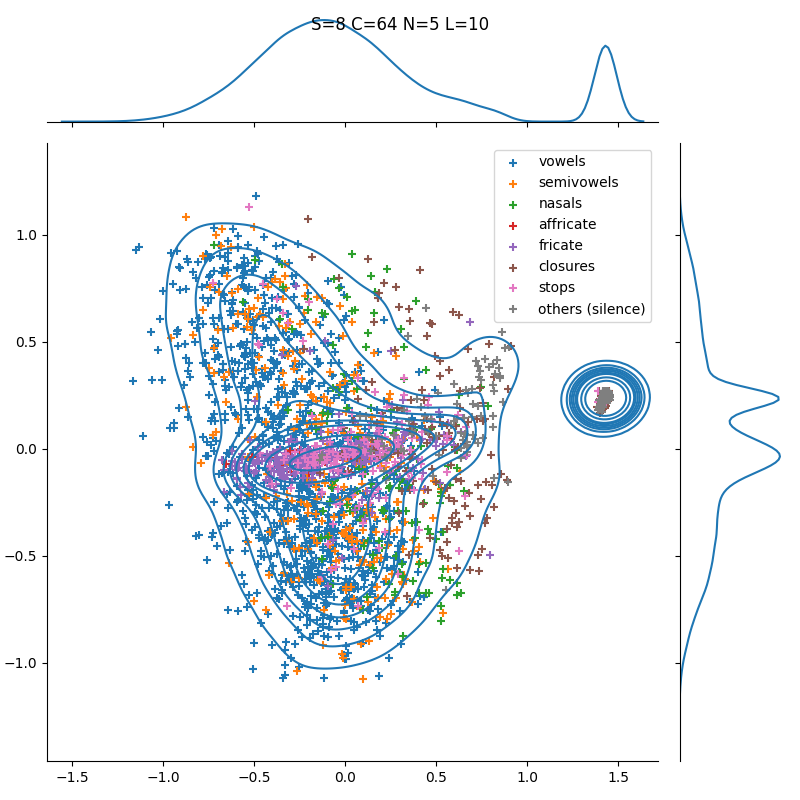 S=8 C=64 N=5 L=10
vowels
semivowels
nasals
affricate
fricate
closures
stops
others (silence)
1.0
0.5
0.0
−0.5
−1.0
−1.5 −1.0 −0.5 0.0 0.5 1.0 1.5